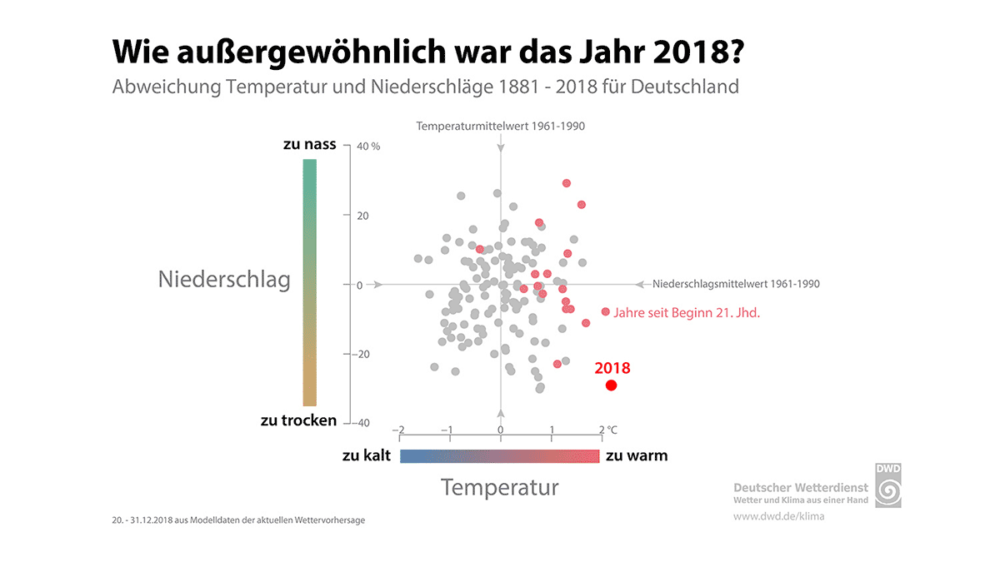 Wie außergewöhnlich war das Jahr 2018?
Abweichung Temperatur und Niederschläge 1881 - 2018 für Deutschland
Temperaturmittelwert 1961-1990
zu nass
40 %
20
Niederschlag
0
Niederschlagsmittelwert 1961-1990
Jahre seit Beginn 21. Jhd.
−20
2018
zu trocken
−40
−2 −1 0 1 2 °C
zu kalt
zu warm
Temperatur
DWD
Deutscher Wetterdienst
Wetter und Klima aus einer Hand
www.dwd.de/klima
20. - 31.12.2018 aus Modelldaten der aktuellen Wettervorhersage